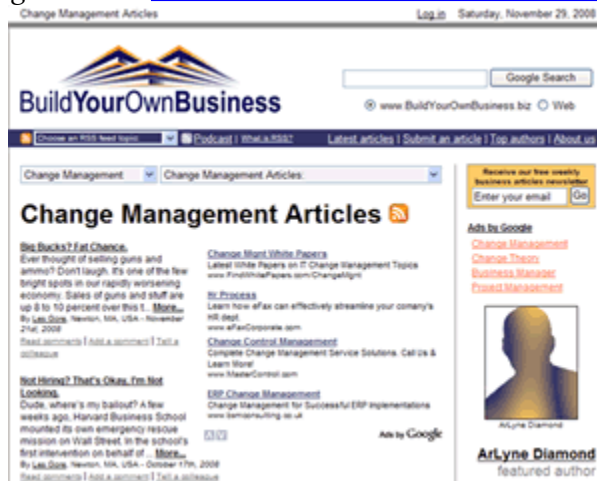 Change Management Articles
Log in Saturday, November 29, 2008
BuildYourOwnBusiness
Google Search
www.BuildYourOwnBusiness.biz Web
Choose an RSS feed topic Podcast | What is RSS? Latest articles | Submit an article | Top authors | About us
Change Management Change Management Articles:
Receive our free weekly
business articles newsletter
Enter your email Go
Change Management Articles
Big Bucks? Fat Chance.
Ever thought of selling guns and
ammo? Don't laugh. It's one of the few
bright spots in our rapidly worsening
economy. Sales of guns and stuff are
up 8 to 10 percent over this t... More...
By Les Gore, Newton, MA, USA - November
21st, 2008
Read comments | Add a comment | Tell a
colleague
Not Hiring? That's Okay, I'm Not
Looking.
Dude, where's my bailout? A few
weeks ago, Harvard Business School
mounted its own emergency rescue
mission on Wall Street. In the school's
first intervention on behalf of ... More...
By Les Gore, Newton, MA, USA - October 17th, 2008
Read comments | Add a comment | Tell a colleague
Change Mgnt White Papers
Latest White Papers on IT Change Management Topics
www.FindWhitePapers.com/ChangeMgnt
Hr Process
Learn how eFax can effectively streamline your comany's
HR dept.
www.eFaxCorporate.com
Change Control Management
Complete Change Management Service Solutions. Call Us &
Learn More!
www.MasterControl.com
ERP Change Management
Change Management for Successful ERP Implementations
www.bsmconsulting.co.uk
Ads by Google
Ads by Google
Change Management
Change Theory
Business Manager
Project Management
ArLyne Diamond
ArLyne Diamond
featured author